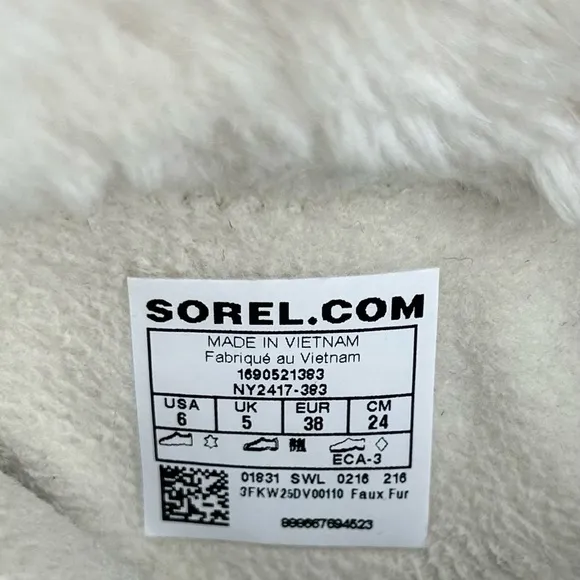 SOREL.COM
MADE IN VIETNAM
Fabriqué au Vietnam
1690521383
NY2417-383
USA UK EUR CM
6 5 38 24
ECA-3
01831 SWL 0216 216
3FKW25DV00110 Faux Fur